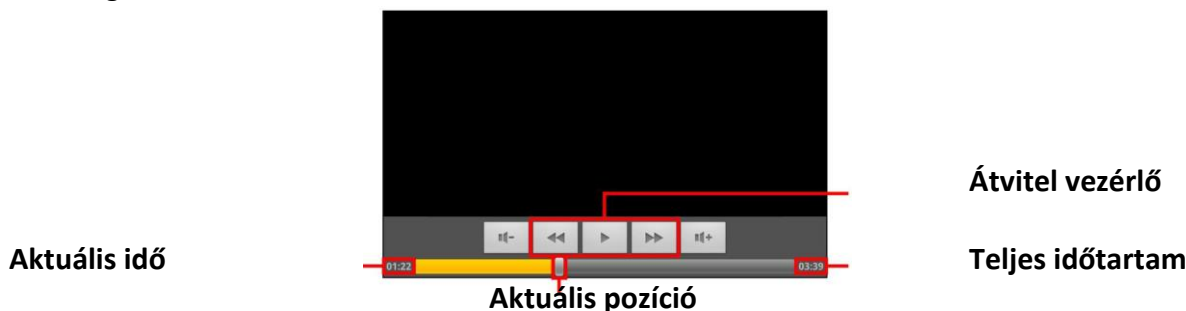 Átvitel vezérlő
Aktuális idő
01:22
03:39
Teljes időtartam
Aktuális pozíció